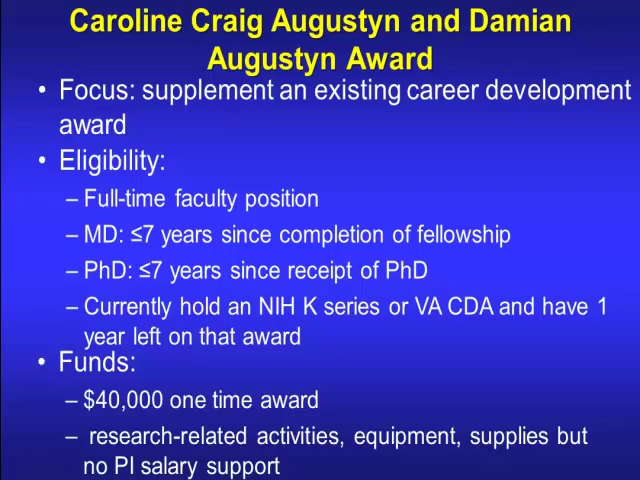 Caroline Craig Augustyn and Damian
Augustyn Award
• Focus: supplement an existing career development
award
• Eligibility:
– Full-time faculty position
– MD: ≤7 years since completion of fellowship
– PhD: ≤7 years since receipt of PhD
– Currently hold an NIH K series or VA CDA and have 1
year left on that award
• Funds:
– $40,000 one time award
– research-related activities, equipment, supplies but
no PI salary support